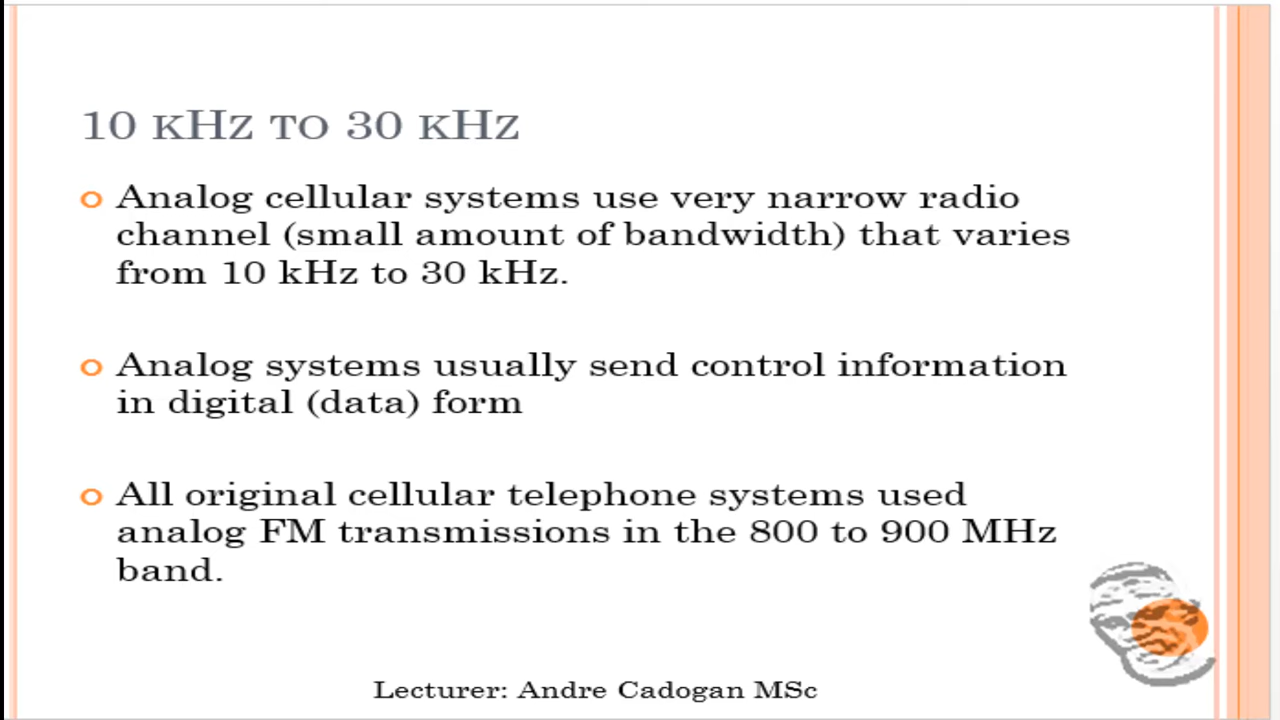 10 KHZ TO 30 KHZ
Analog cellular systems use very narrow radio
channel (small amount of bandwidth) that varies
from 10 kHz to 30 kHz.
Analog systems usually send control information
in digital (data) form
All original cellular telephone systems used
analog FM transmissions in the 800 to 900 MHz
band.
Lecturer: Andre Cadogan MSc